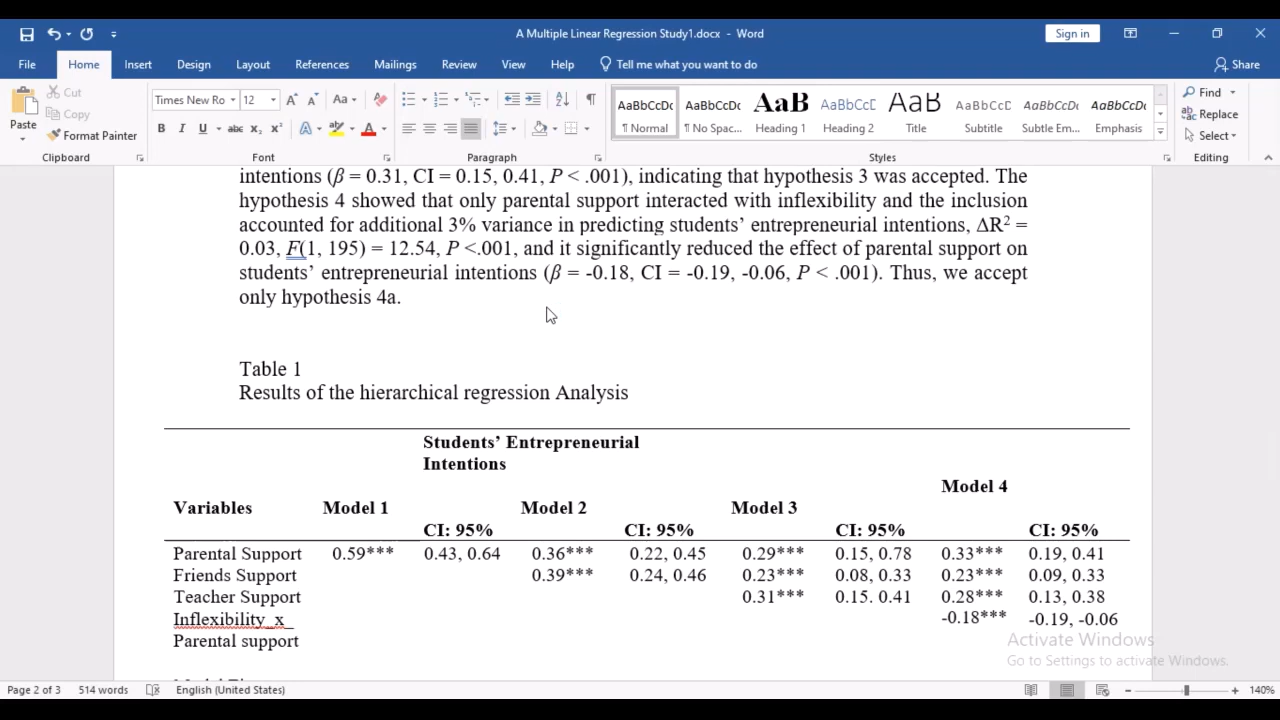 A Multiple Linear Regression Study1.docx - Word
Sign in
File Home Insert Design Layout References Mailings Review View Help Tell me what you want to do Share
Paste
Cut
Copy
Format Painter
Times New Ro 12
AaBbCcDc AaBbCcDc AaB AaBbCcD AaB AaBbCcD AaBbCcDc AaBbCcDc
¶ Normal ¶ No Spac... Heading 1 Heading 2 Title Subtitle Subtle Em... Emphasis
Find
Replace
Select
Clipboard Font Paragraph Styles Editing
intentions (β = 0.31, CI = 0.15, 0.41, P < .001), indicating that hypothesis 3 was accepted. The
hypothesis 4 showed that only parental support interacted with inflexibility and the inclusion
accounted for additional 3% variance in predicting students’ entrepreneurial intentions, ΔR² =
0.03, F(1, 195) = 12.54, P <.001, and it significantly reduced the effect of parental support on
students’ entrepreneurial intentions (β = -0.18, CI = -0.19, -0.06, P < .001). Thus, we accept
only hypothesis 4a.
Table 1
Results of the hierarchical regression Analysis
Students’ Entrepreneurial
Intentions
Model 4
Variables Model 1 Model 2 Model 3
CI: 95% CI: 95% CI: 95% CI: 95%
Parental Support 0.59*** 0.43, 0.64 0.36*** 0.22, 0.45 0.29*** 0.15, 0.78 0.33*** 0.19, 0.41
Friends Support 0.39*** 0.24, 0.46 0.23*** 0.08, 0.33 0.23*** 0.09, 0.33
Teacher Support 0.31*** 0.15. 0.41 0.28*** 0.13, 0.38
Inflexibility_x_ -0.18*** -0.19, -0.06
Parental support
Activate Windows
Go to Settings to activate Windows.
Page 2 of 3 514 words English (United States) 140%